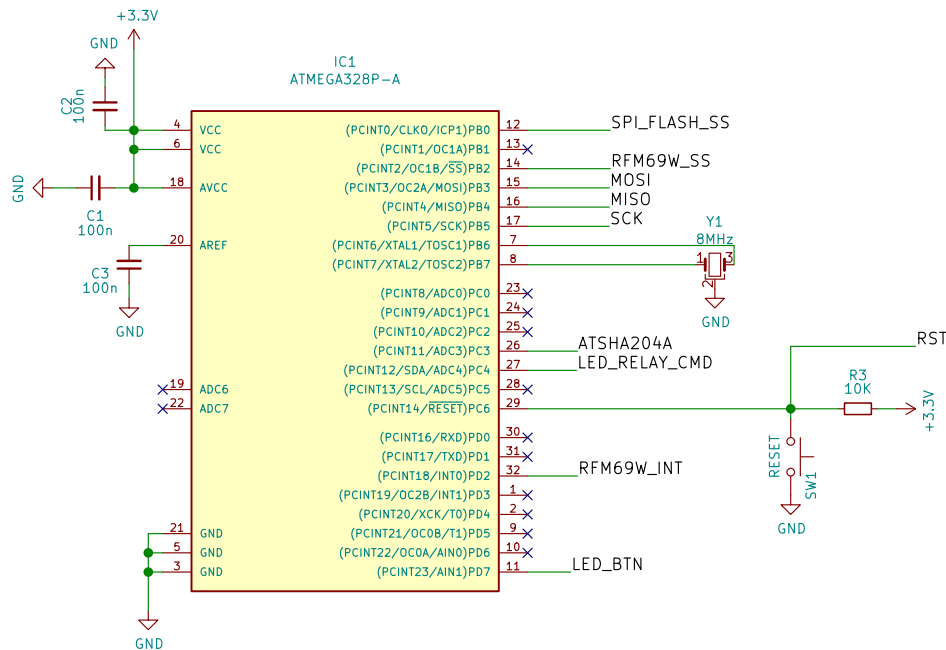 +3.3V
GND
C2
100n
GND
C1
100n
C3
100n
GND
IC1
ATMEGA328P-A
4 VCC
6 VCC
18 AVCC
20 AREF
19 ADC6
22 ADC7
21 GND
5 GND
3 GND
GND
(PCINT0/CLKO/ICP1)PB0 12 SPI_FLASH_SS
(PCINT1/OC1A)PB1 13
(PCINT2/OC1B/SS)PB2 14 RFM69W_SS
(PCINT3/OC2A/MOSI)PB3 15 MOSI
(PCINT4/MISO)PB4 16 MISO
(PCINT5/SCK)PB5 17 SCK
(PCINT6/XTAL1/TOSC1)PB6 7
(PCINT7/XTAL2/TOSC2)PB7 8
(PCINT8/ADC0)PC0 23
(PCINT9/ADC1)PC1 24
(PCINT10/ADC2)PC2 25
(PCINT11/ADC3)PC3 26 ATSHA204A
(PCINT12/SDA/ADC4)PC4 27 LED_RELAY_CMD
(PCINT13/SCL/ADC5)PC5 28
(PCINT14/RESET)PC6 29
(PCINT16/RXD)PD0 30
(PCINT17/TXD)PD1 31
(PCINT18/INT0)PD2 32 RFM69W_INT
(PCINT19/OC2B/INT1)PD3 1
(PCINT20/XCK/T0)PD4 2
(PCINT21/OC0B/T1)PD5 9
(PCINT22/OC0A/AIN0)PD6 10
(PCINT23/AIN1)PD7 11 LED_BTN
Y1
8MHz
1 3
2
GND
RST
R3
10K
+3.3V
RESET
SW1
GND